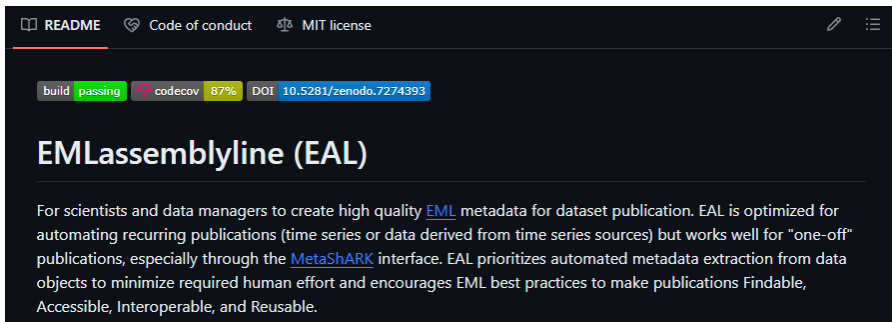 README Code of conduct MIT license
build passing codecov 87% DOI 10.5281/zenodo.7274393
EMLassemblyline (EAL)
For scientists and data managers to create high quality EML metadata for dataset publication. EAL is optimized for
automating recurring publications (time series or data derived from time series sources) but works well for "one-off"
publications, especially through the MetaShARK interface. EAL prioritizes automated metadata extraction from data
objects to minimize required human effort and encourages EML best practices to make publications Findable,
Accessible, Interoperable, and Reusable.